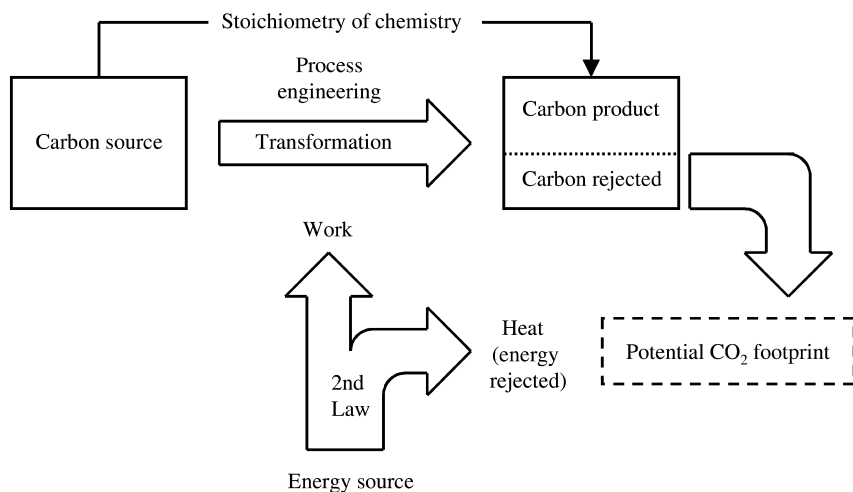 Stoichiometry of chemistry
Process
engineering
Carbon source
Transformation
Carbon product
Carbon rejected
Work
Heat
(energy
rejected)
Potential CO₂ footprint
2nd
Law
Energy source